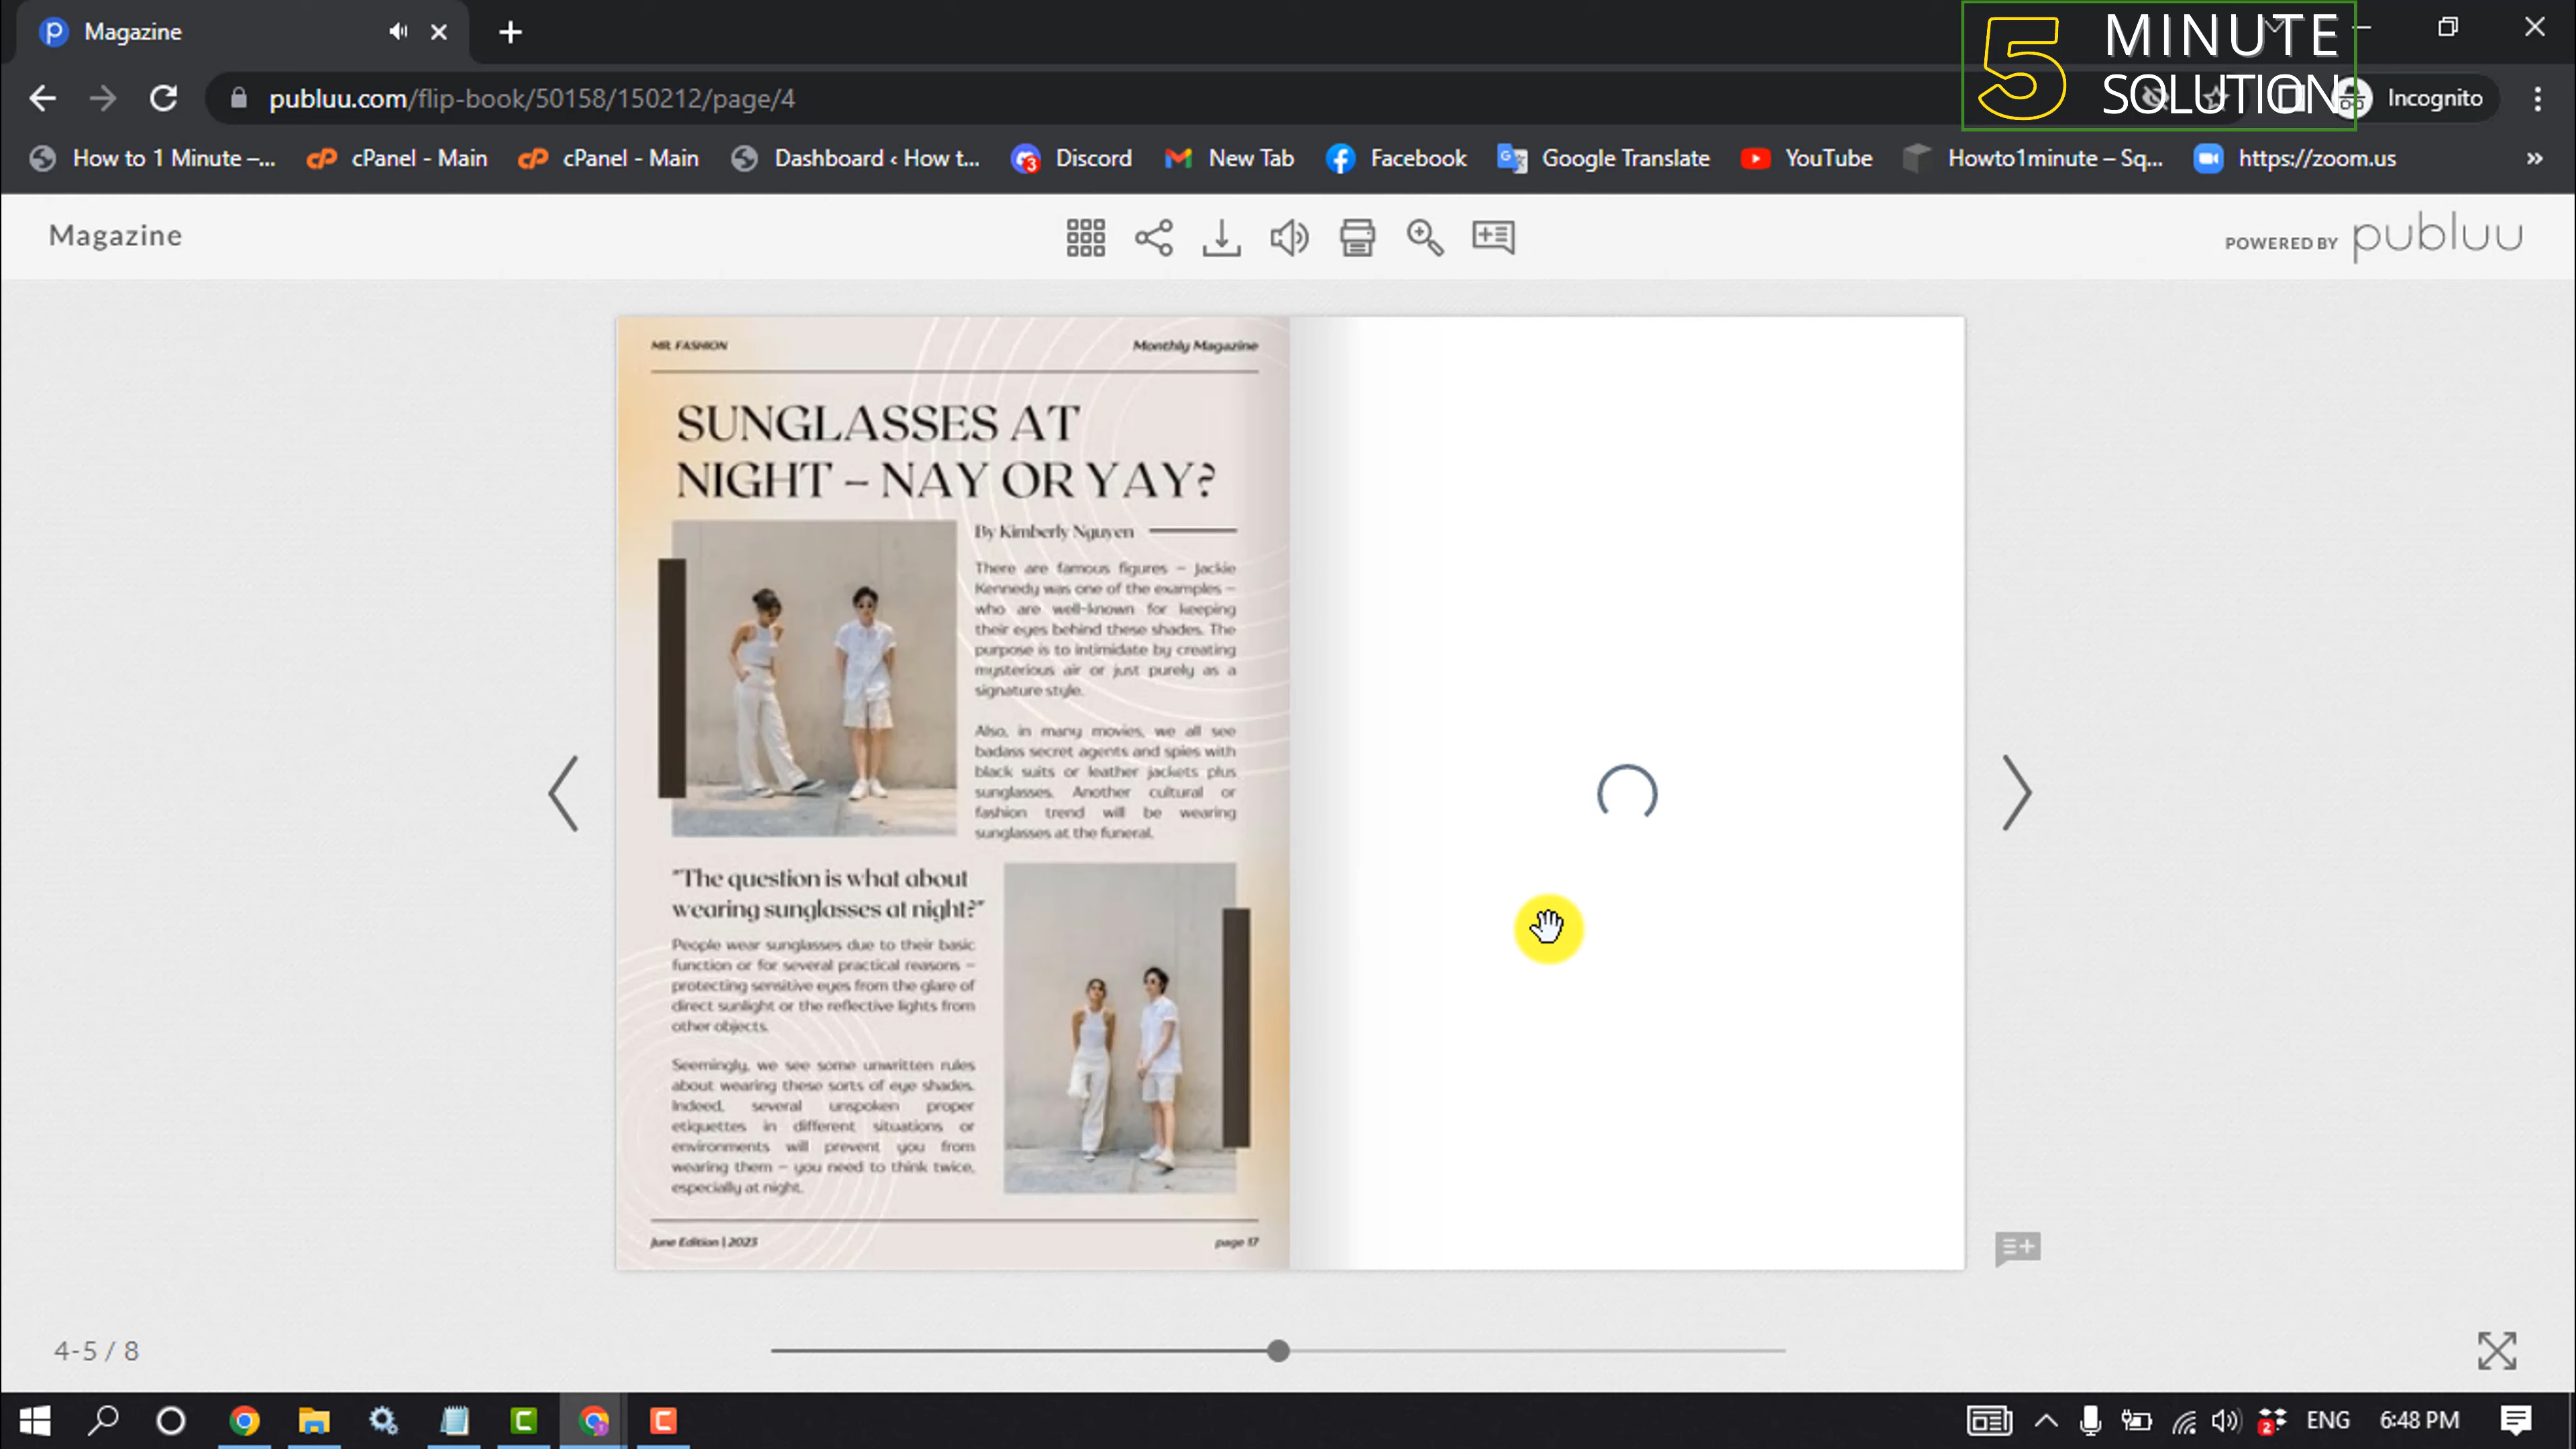 Magazine
5 MINUTE
SOLUTION
publuu.com/flip-book/50158/150212/page/4
Incognito
How to 1 Minute –...
cPanel - Main
cPanel - Main
Dashboard ‹ How t...
3
Discord
New Tab
Facebook
Google Translate
YouTube
Howto1minute – Sq...
https://zoom.us
»
Magazine
POWERED BY publuu
MR. FASHION
Monthly Magazine
SUNGLASSES AT
NIGHT – NAY OR YAY?
By Kimberly Nguyen
There are famous figures – Jackie
Kennedy was one of the examples –
who are well-known for keeping
their eyes behind these shades. The
purpose is to intimidate by creating
mysterious air or just purely as a
signature style.
Also, in many movies, we all see
badass secret agents and spies with
black suits or leather jackets plus
sunglasses. Another cultural or
fashion trend will be wearing
sunglasses at the funeral.
"The question is what about
wearing sunglasses at night?"
People wear sunglasses due to their basic
function or for several practical reasons –
protecting sensitive eyes from the glare of
direct sunlight or the reflective lights from
other objects.
Seemingly, we see some unwritten rules
about wearing these sorts of eye shades.
Indeed, several unspoken proper
etiquettes in different situations or
environments will prevent you from
wearing them – you need to think twice,
especially at night.
June Edition | 2023
page 17
4-5 / 8
2
ENG
6:48 PM